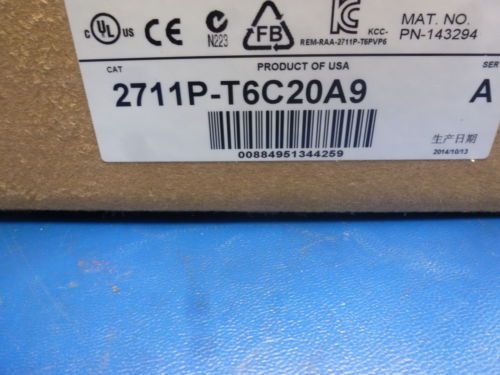 c UL US
LISTED
N223
FB
KCC-
REM-RAA-2711P-T6PVP6
MAT. NO.
PN-143294
CAT
PRODUCT OF USA
SER
2711P-T6C20A9
A
00884951344259
生产日期
2014/10/13